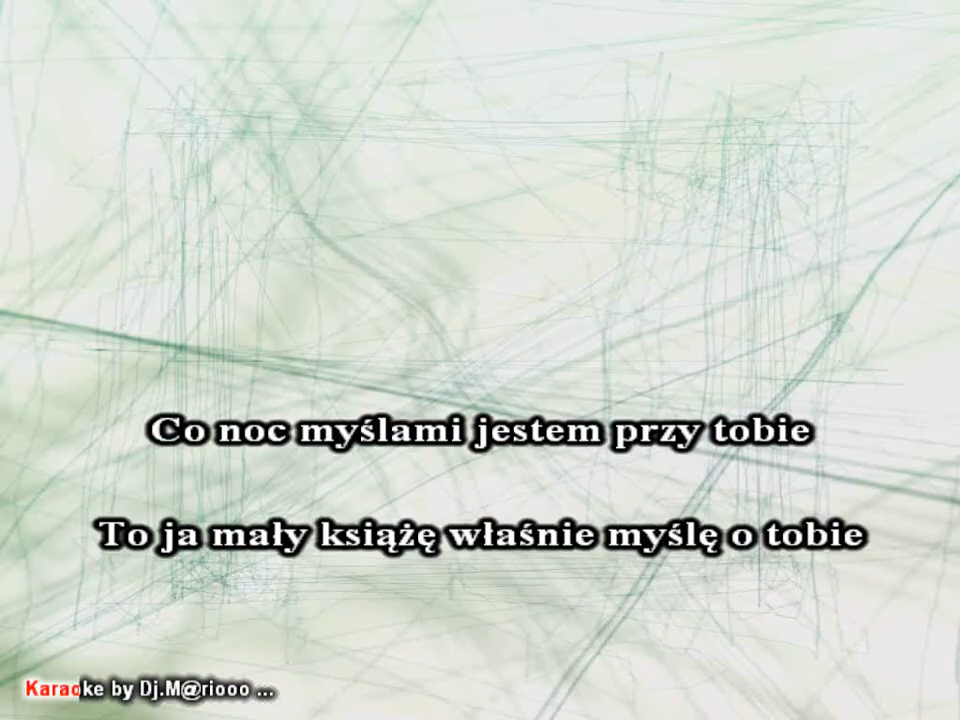 Co noc myślami jestem przy tobie
To ja mały książę właśnie myślę o tobie
Karaoke by Dj.M@riooo ...